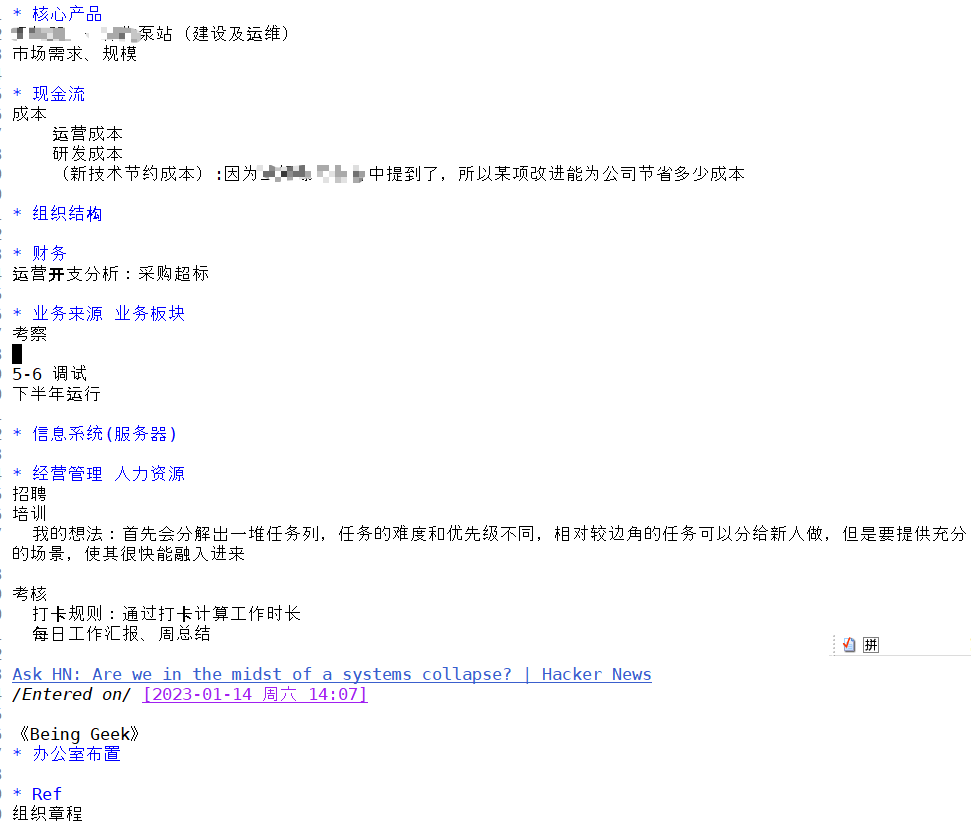 * 核心产品
泵站（建设及运维）
市场需求、规模
* 现金流
成本
运营成本
研发成本
（新技术节约成本）:因为 中提到了，所以某项改进能为公司节省多少成本
* 组织结构
* 财务
运营开支分析：采购超标
* 业务来源 业务板块
考察
5-6 调试
下半年运行
* 信息系统(服务器)
* 经营管理 人力资源
招聘
培训
我的想法：首先会分解出一堆任务列，任务的难度和优先级不同，相对较边角的任务可以分给新人做，但是要提供充分
的场景，使其很快能融入进来
考核
打卡规则：通过打卡计算工作时长
每日工作汇报、周总结
拼
Ask HN: Are we in the midst of a systems collapse? | Hacker News
/Entered on/ [2023-01-14 周六 14:07]
《Being Geek》
* 办公室布置
* Ref
组织章程